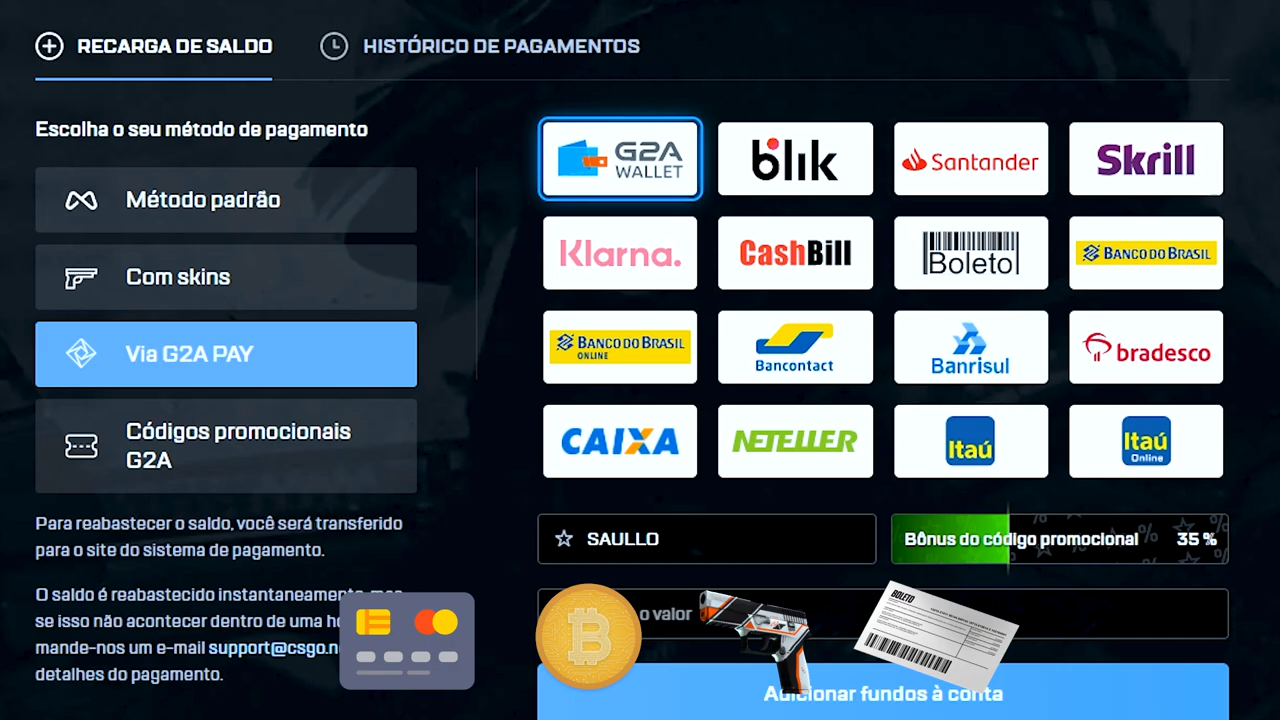 RECARGA DE SALDO
HISTÓRICO DE PAGAMENTOS
Escolha o seu método de pagamento
Método padrão
Com skins
Via G2A PAY
Códigos promocionais
G2A
Para reabastecer o saldo, você será transferido
para o site do sistema de pagamento.
O saldo é reabastecido instantaneamente, mas
se isso não acontecer dentro de uma
mande-nos um e-mail support@csgo.n
detalhes do pagamento.
G2A
WALLET
blik
Santander
Skrill
Klarna.
CashBill
Boleto
BANCO DO BRASIL
BANCO DO BRASIL
ONLINE
Bancontact
Banrisul
bradesco
CAIXA
NETELLER
Itaú
Itaú
Online
SAULLO
Bônus do código promocional
35 %
o valor
BOLETO
Adicionar fundos à conta